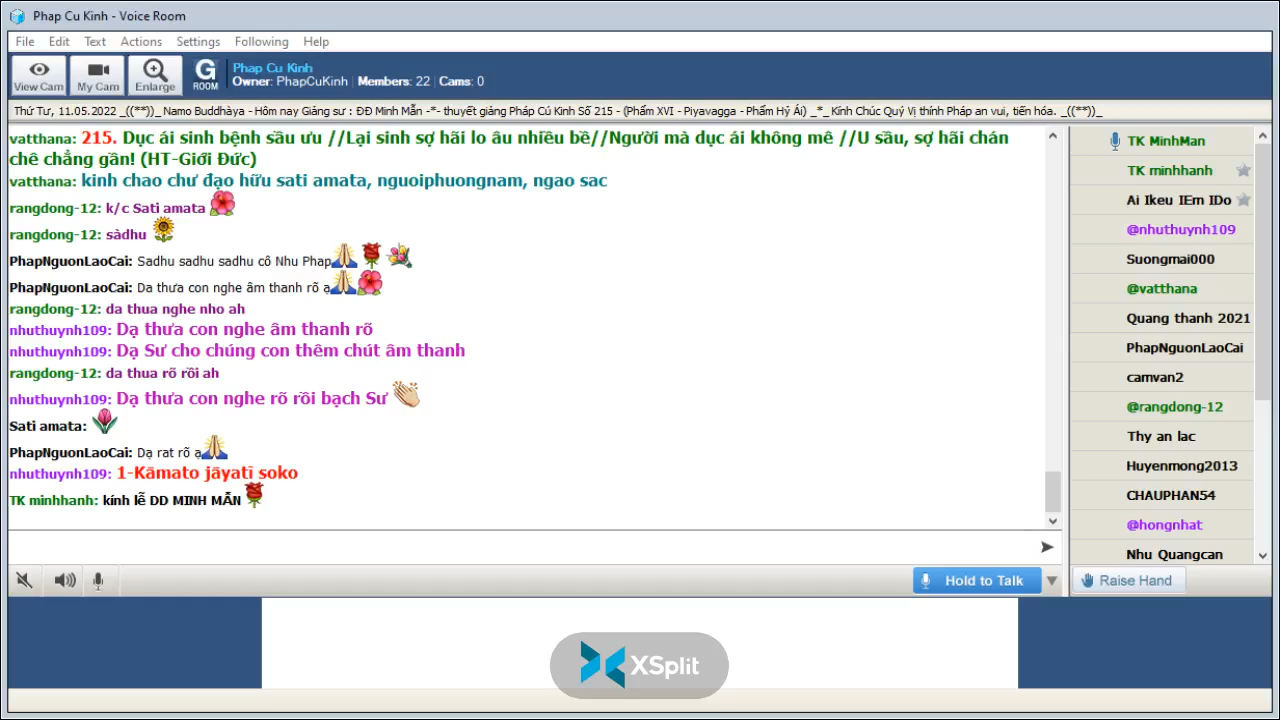 Phap Cu Kinh - Voice Room
File Edit Text Actions Settings Following Help
View Cam My Cam Enlarge G ROOM
Phap Cu Kinh
Owner: PhapCuKinh Members: 22 Cams: 0
Thứ Tư, 11.05.2022 _((**))_ Namo Buddhàya - Hôm nay Giảng sư : ĐĐ Minh Mẫn -*- thuyết giảng Pháp Cú Kinh Số 215 - (Phẩm XVI - Piyavagga - Phẩm Hỷ Ái) _*_ Kính Chúc Quý Vị thính Pháp an vui, tiến hóa. _((**)_
vatthana: 215. Dục ái sinh bệnh sầu ưu //Lại sinh sợ hãi lo âu nhiều bề//Người mà dục ái không mê //U sầu, sợ hãi chán
chê chẳng gần! (HT-Giới Đức)
vatthana: kinh chao chư đạo hữu sati amata, nguoiphuongnam, ngao sac
rangdong-12: k/c Sati amata
rangdong-12: sàdhu
PhapNguonLaoCai: Sadhu sadhu sadhu cô Nhu Phap
PhapNguonLaoCai: Da thưa con nghe âm thanh rõ ạ
rangdong-12: da thua nghe nho ah
nhuthuynh109: Dạ thưa con nghe âm thanh rõ
nhuthuynh109: Dạ Sư cho chúng con thêm chút âm thanh
rangdong-12: da thua rõ rồi ah
nhuthuynh109: Dạ thưa con nghe rõ rồi bạch Sư
Sati amata:
PhapNguonLaoCai: Dạ rat rõ ạ
nhuthuynh109: 1-Kāmato jāyatī soko
TK minhhanh: kính lễ DD MINH MẪN
TK MinhMan
TK minhhanh
Ai Ikeu IEm IDo
@nhuthuynh109
Suongmai000
@vatthana
Quang thanh 2021
PhapNguonLaoCai
camvan2
@rangdong-12
Thy an lac
Huyenmong2013
CHAUPHAN54
@hongnhat
Nhu Quangcan
Hold to Talk
Raise Hand
XSplit